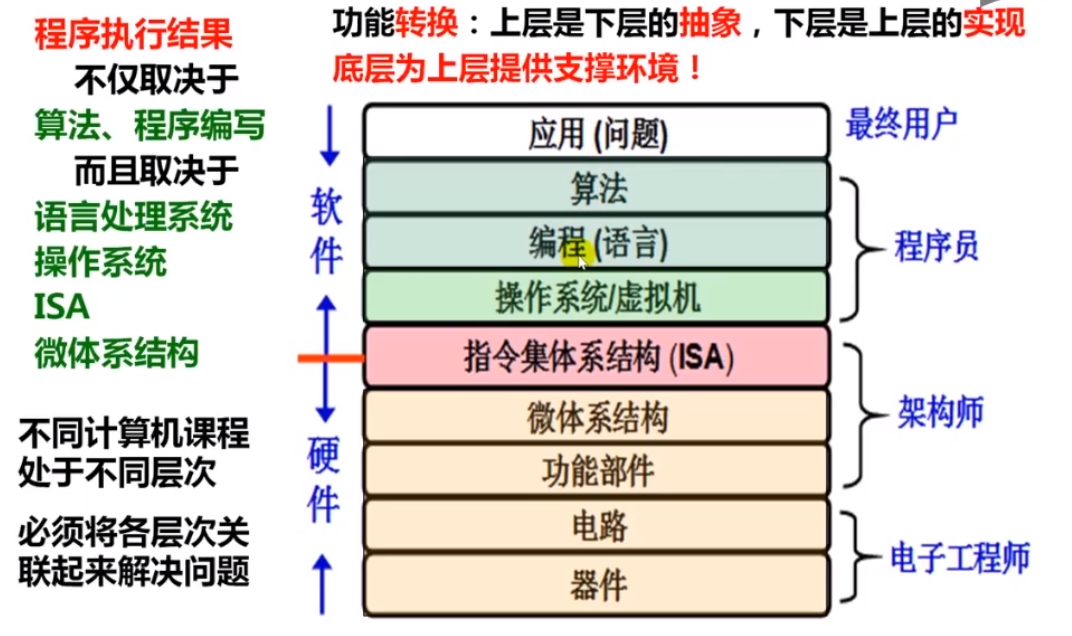 功能转换：上层是下层的抽象，下层是上层的实现
底层为上层提供支撑环境！
程序执行结果
不仅取决于
算法、程序编写
而且取决于
语言处理系统
操作系统
ISA
微体系结构
不同计算机课程
处于不同层次
必须将各层次关
联起来解决问题
软件
硬件
应用 (问题)
算法
编程 (语言)
操作系统/虚拟机
指令集体系结构 (ISA)
微体系结构
功能部件
电路
器件
最终用户
程序员
架构师
电子工程师